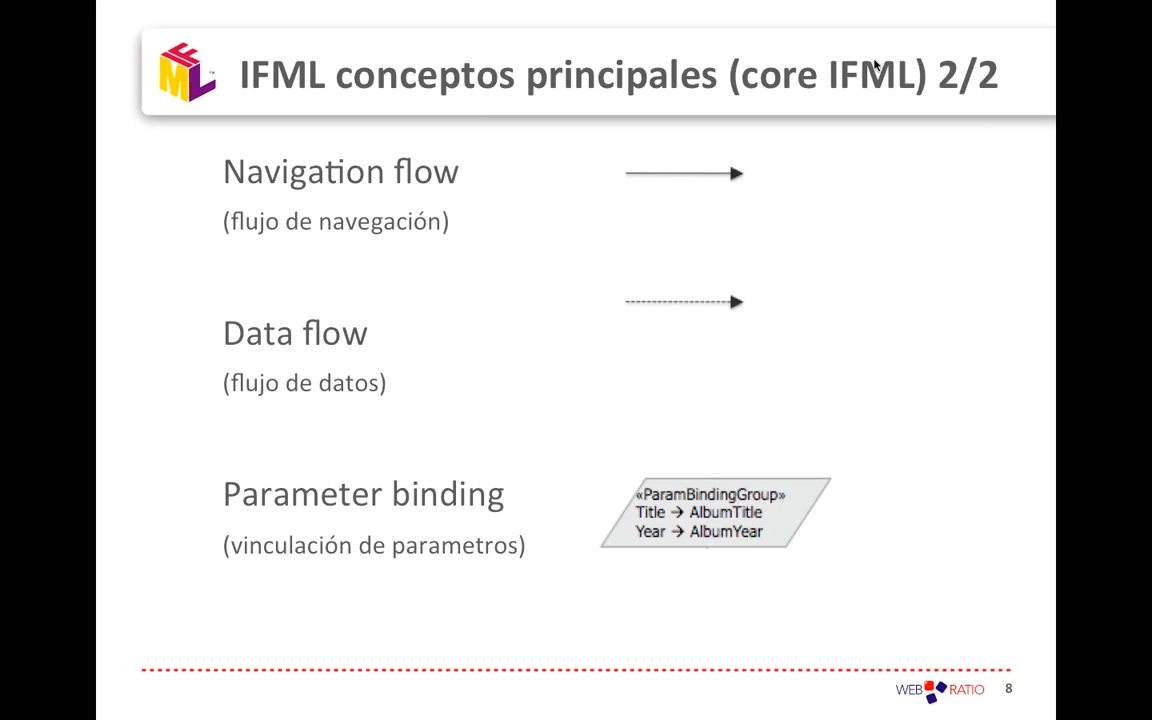 IFML
IFML conceptos principales (core IFML) 2/2
Navigation flow
(flujo de navegación)
Data flow
(flujo de datos)
Parameter binding
(vinculación de parametros)
«ParamBindingGroup»
Title → AlbumTitle
Year → AlbumYear
WEB RATIO
8